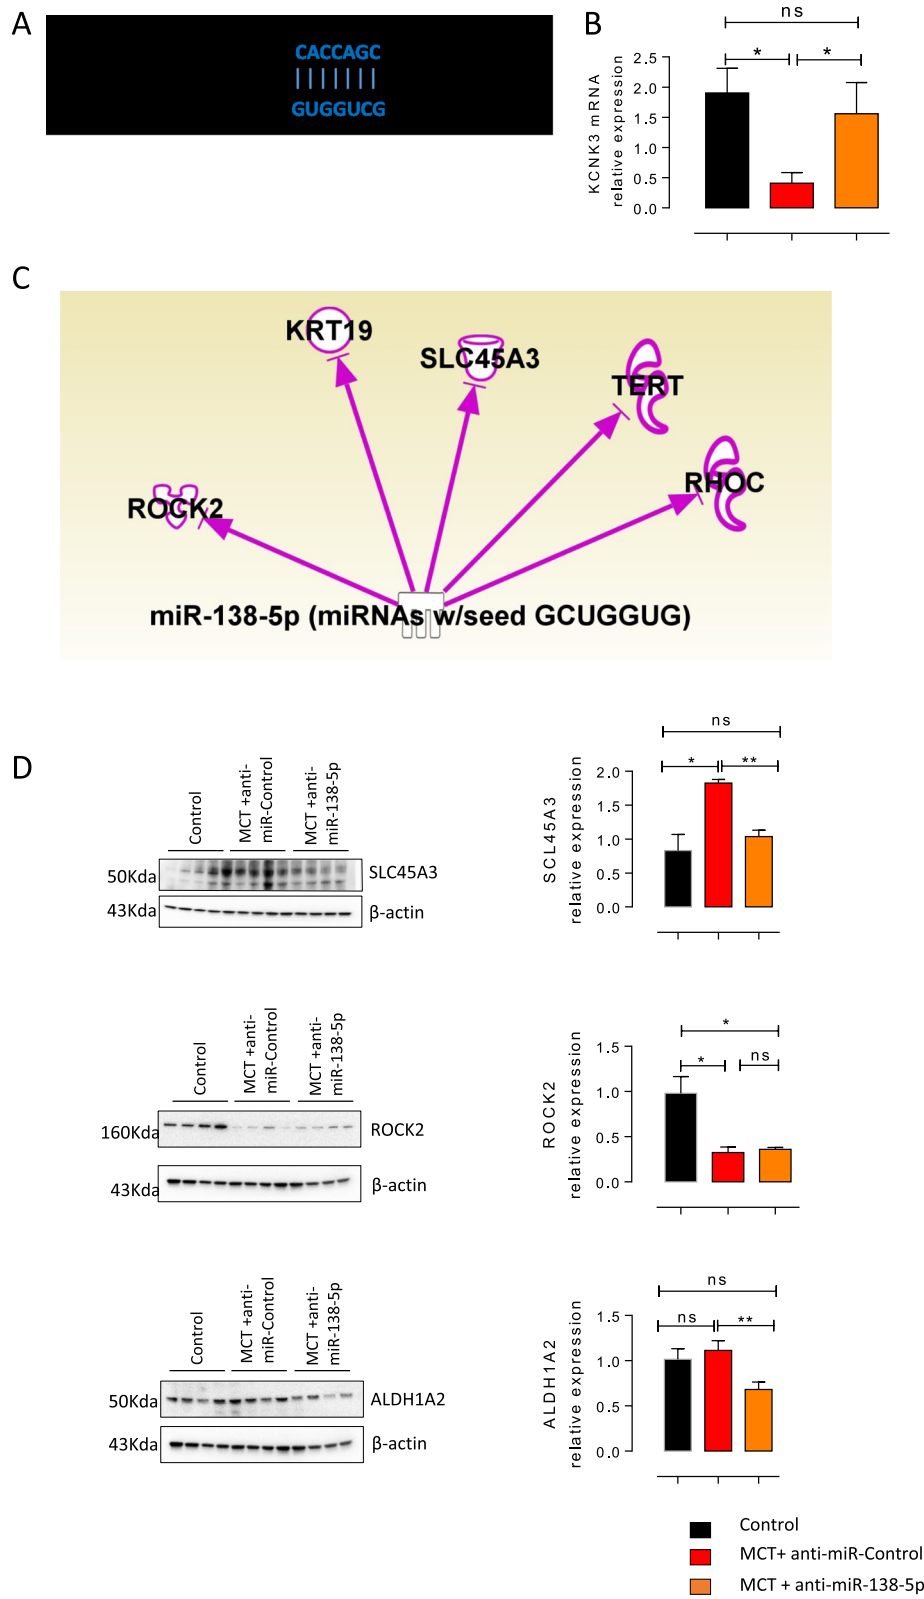 A
CACCAGC
GUGGUCG
B
ns
* *
KCNK3 mRNA
relative expression
2.5
2.0
1.5
1.0
0.5
0.0
C
KRT19
SLC45A3
TERT
RHOC
ROCK2
miR-138-5p (miRNAs w/seed GCUGGUG)
D
Control
MCT +anti-
miR-Control
MCT +anti-
miR-138-5p
50Kda
SLC45A3
43Kda
β-actin
ns
* **
SCL45A3
relative expression
2.0
1.5
1.0
0.5
0.0
Control
MCT +anti-
miR-Control
MCT +anti-
miR-138-5p
160Kda
ROCK2
43Kda
β-actin
*
* ns
ROCK2
relative expression
1.5
1.0
0.5
0.0
Control
MCT +anti-
miR-Control
MCT +anti-
miR-138-5p
50Kda
ALDH1A2
43Kda
β-actin
ns
ns **
ALDH1A2
relative expression
1.5
1.0
0.5
0.0
Control
MCT+ anti-miR-Control
MCT + anti-miR-138-5p